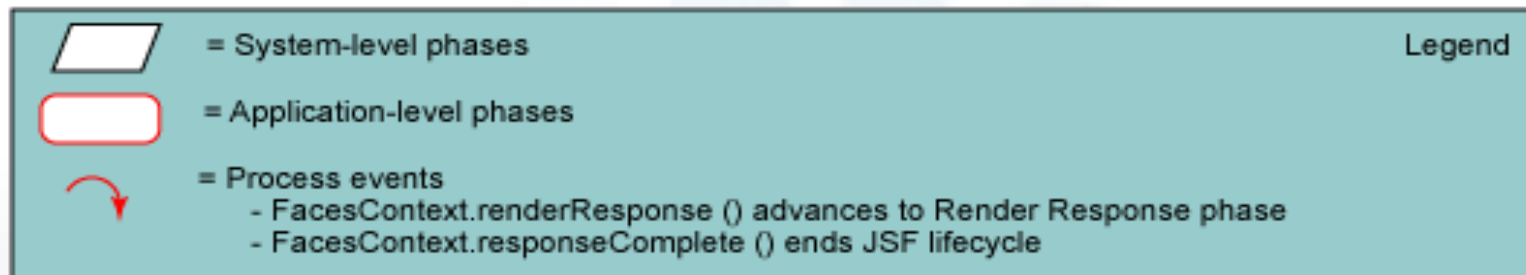 = System-level phases
Legend
= Application-level phases
= Process events
- FacesContext.renderResponse () advances to Render Response phase
- FacesContext.responseComplete () ends JSF lifecycle